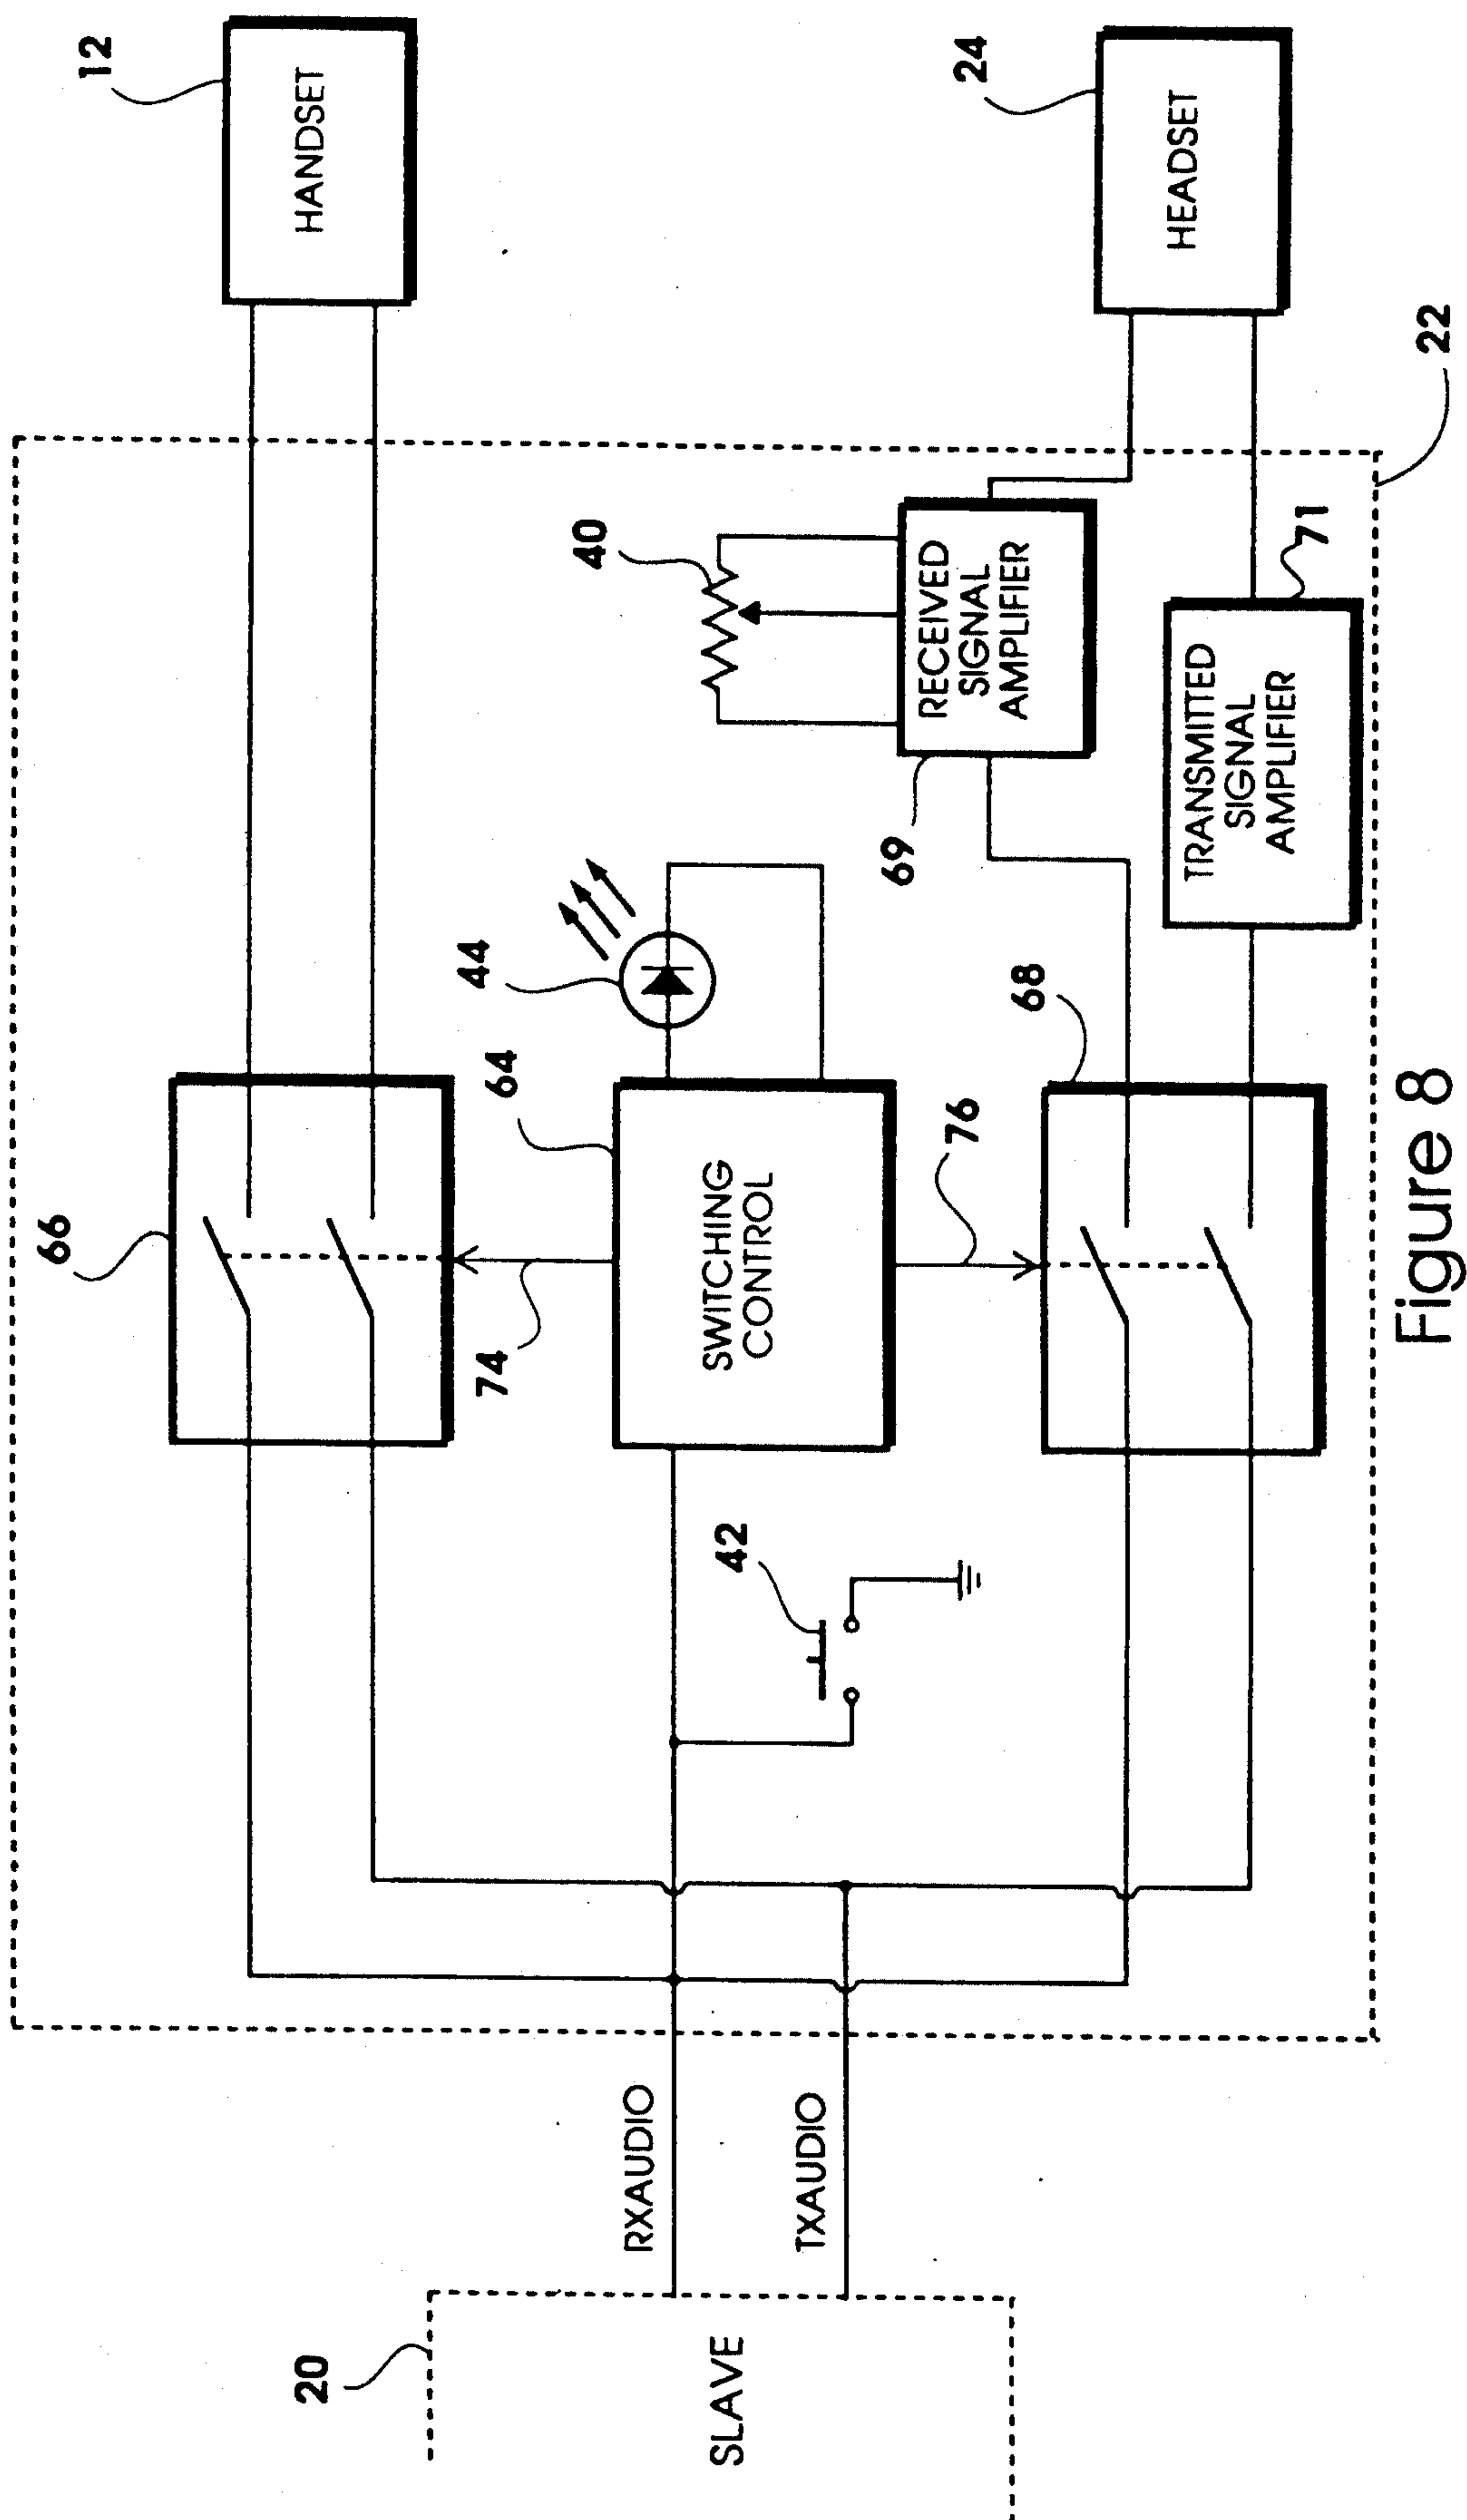 12
HANDSET
24
HEADSET
22
40
RECEIVED
SIGNAL
AMPLIFIER
69
71
TRANSMITTED
SIGNAL
AMPLIFIER
44
66
64
SWITCHING
CONTROL
74
76
68
42
RXAUDIO
TXAUDIO
20
SLAVE
Figure 8